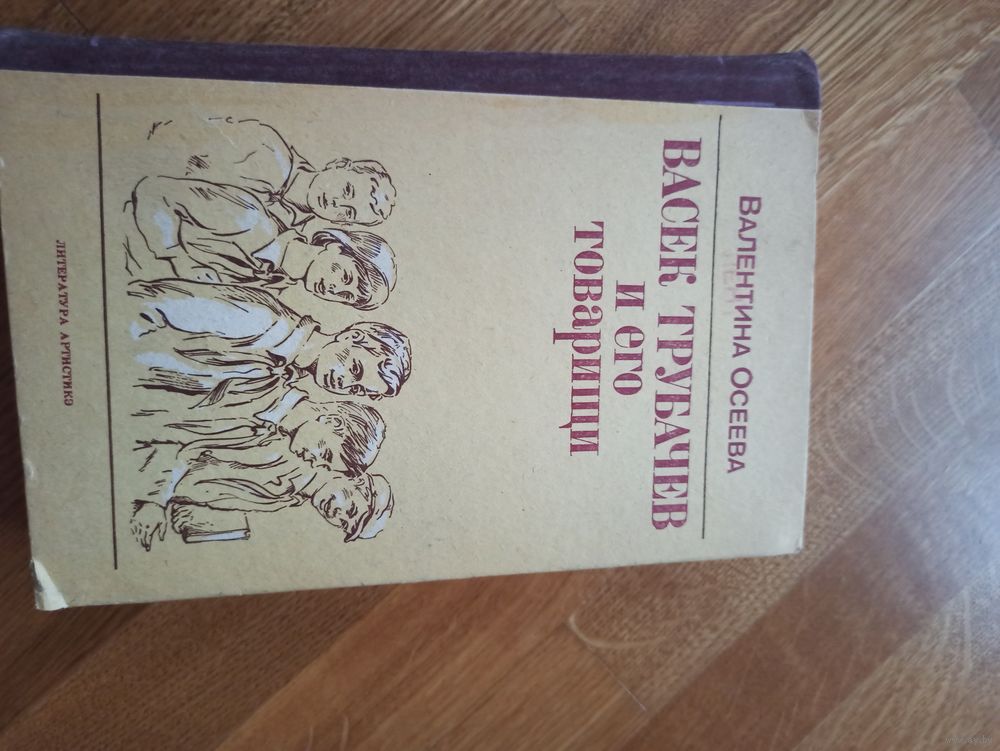 ВАЛЕНТИНА ОСЕЕВА
ВАСЕК ТРУБАЧЕВ
И ЕГО
ТОВАРИЩИ
ЛИТЕРАТУРА АРТИСТИКЭ